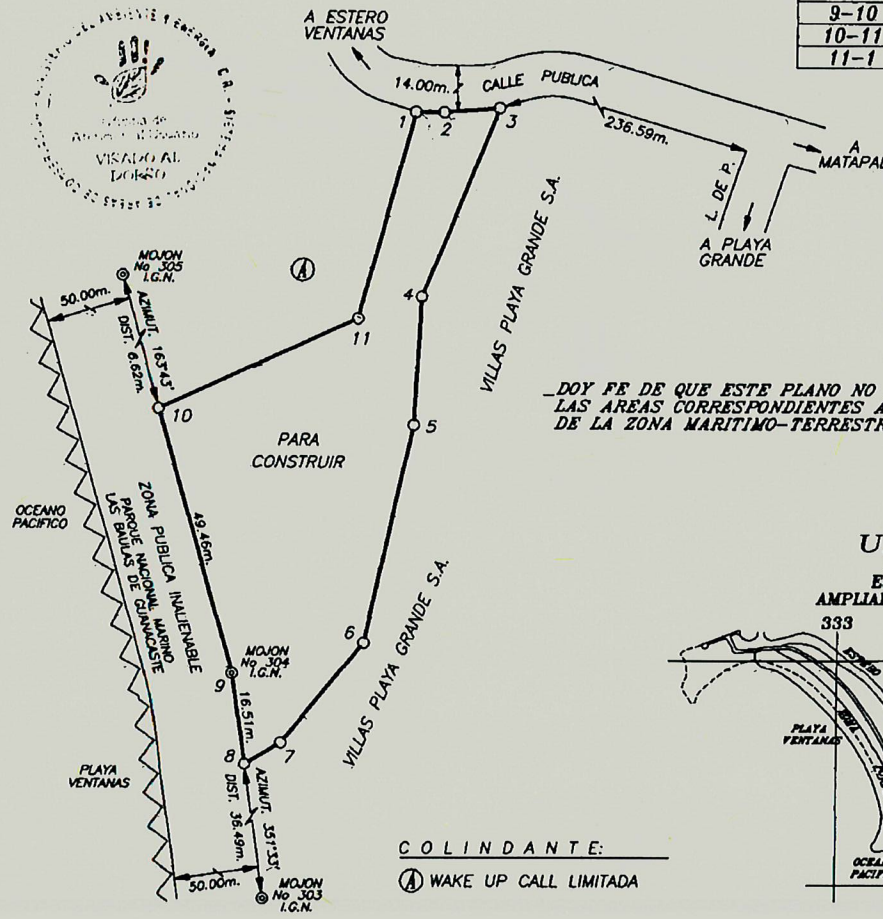 9-10
10-11
11-1
A ESTERO
VENTANAS
14.00m.
CALLE PUBLICA
236.59m.
A
L. DE P.
A PLAYA
GRANDE
1
2
3
VISADO AL
DORSO
MOJON
No 305
I.G.N.
50.00m.
AZIMUT. 163°43'
DIST. 6.62m.
A
4
11
VILLAS PLAYA GRANDE S.A.
10
5
_DOY FE DE QUE ESTE PLANO NO
LAS AREAS CORRESPONDIENTES A
DE LA ZONA MARITIMO-TERRESTR
PARA
CONSTRUIR
OCEANO
PACIFICO
ZONA PUBLICA INALIENABLE
PARQUE NACIONAL MARINO
LAS BAULAS DE GUANACASTE
49.46m.
6
MOJON
No 304
I.G.N.
9
16.51m.
VILLAS PLAYA GRANDE S.A.
8
7
PLAYA
VENTANAS
AZIMUT. 351°33'
DIST. 36.49m.
50.00m.
MOJON
No 303
I.G.N.
COLINDANTE:
A WAKE UP CALL LIMITADA
U
E
AMPLIA
333
ESTERO
PLAYA
VENTANAS